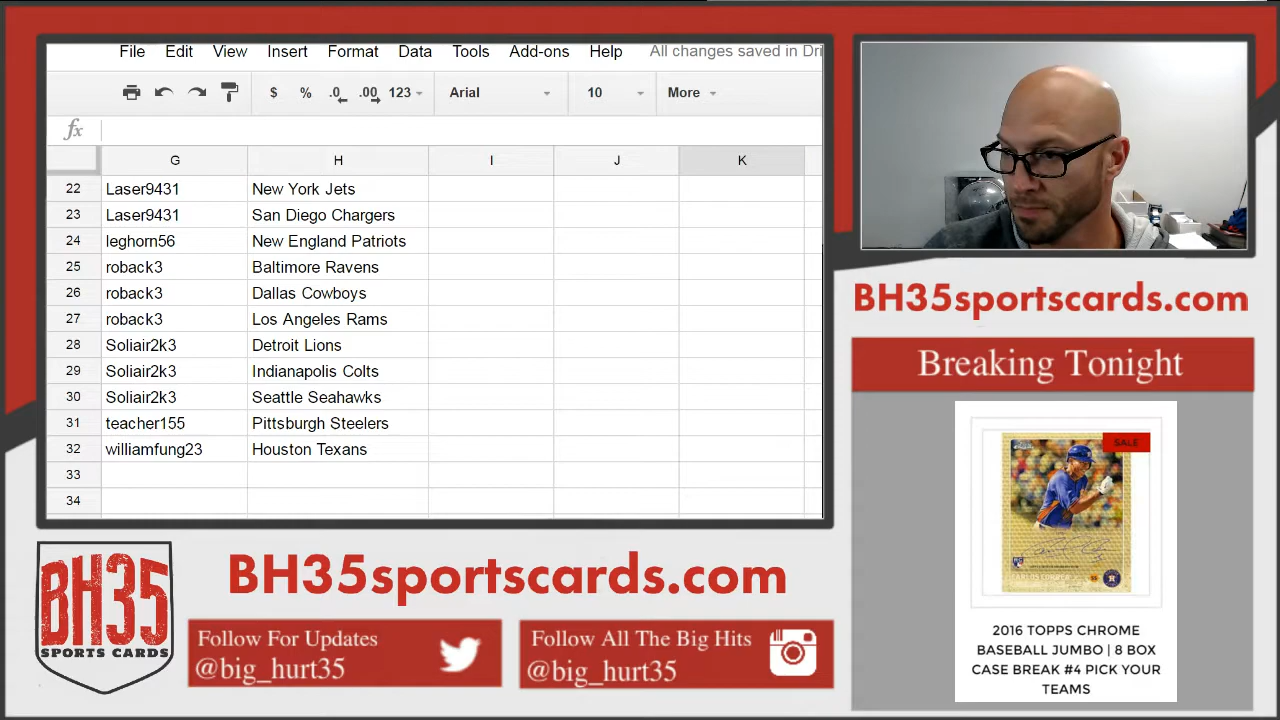 File Edit View Insert Format Data Tools Add-ons Help All changes saved in Dri
$ % .0 .00 123 Arial 10 More
fx
G H I J K
22 Laser9431 New York Jets
23 Laser9431 San Diego Chargers
24 leghorn56 New England Patriots
25 roback3 Baltimore Ravens
26 roback3 Dallas Cowboys
27 roback3 Los Angeles Rams
28 Soliair2k3 Detroit Lions
29 Soliair2k3 Indianapolis Colts
30 Soliair2k3 Seattle Seahawks
31 teacher155 Pittsburgh Steelers
32 williamfung23 Houston Texans
33
34
BH35sportscards.com
Breaking Tonight
SALE
2016 TOPPS CHROME
BASEBALL JUMBO | 8 BOX
CASE BREAK #4 PICK YOUR
TEAMS
BH35
SPORTS CARDS
BH35sportscards.com
Follow For Updates
@big_hurt35
Follow All The Big Hits
@big_hurt35